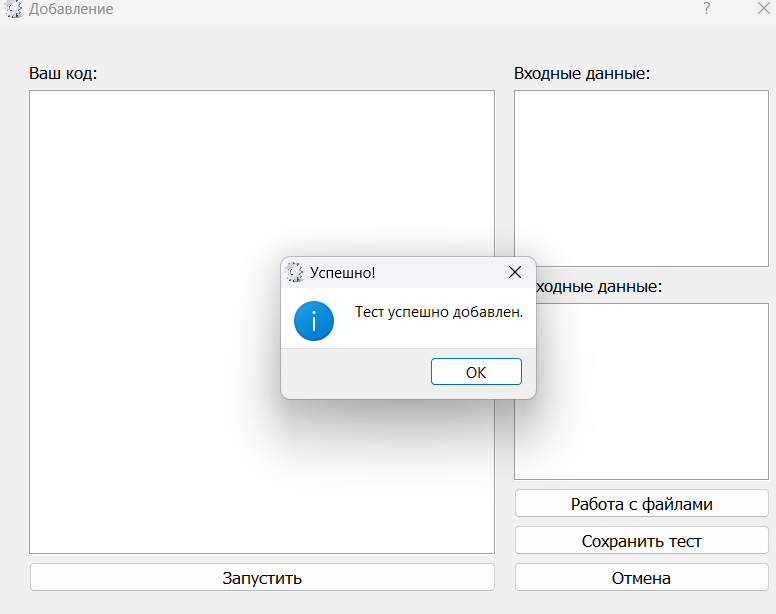 Добавление
?
Ваш код:
Входные данные:
Успешно!
Тест успешно добавлен.
OK
ходные данные:
Работа с файлами
Сохранить тест
Запустить
Отмена